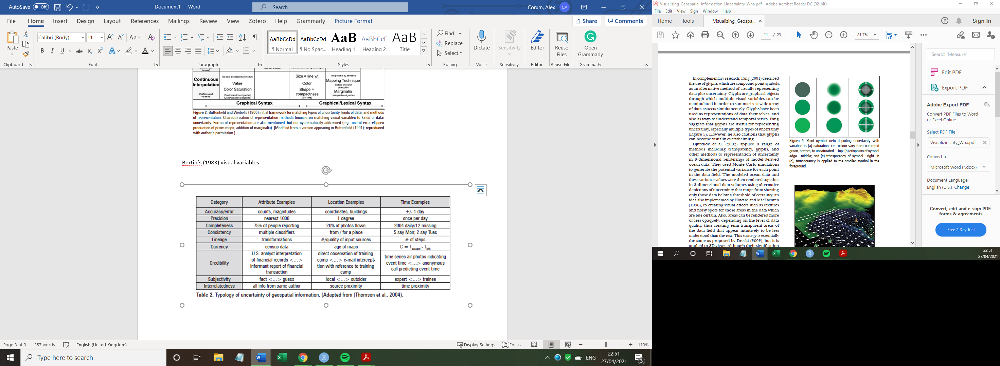 AutoSave Off
Document1 - Word
Search
Corum, Alex CA
File Home Insert Design Layout References Mailings Review View Zotero Help Grammarly Picture Format
Share Comments
Paste
Clipboard
Calibri (Body) 11
Font
Paragraph
AaBbCcDd AaBbCcDd AaB AaBbCcE AaB
¶ Normal ¶ No Spac... Heading 1 Heading 2 Title
Styles
Find
Replace
Select
Editing
Dictate
Voice
Sensitivity
Sensitivity
Editor
Editor
Reuse Files
Reuse Files
Open Grammarly
Grammarly
breaks)
Continuous Interpolation
(Surfaces and volumes)
no clear distinction b/w the two
Value
Color Saturation
(Continuous tone vignettes)
(Continuous tone isopleths)
Size = line wt
Color
Shape = compactness
(TIN links)
not possible by definition
Mapping Technique
Surface of search attenuation
Marginalia
Interpolation algorithm
Graphical Syntax
Graphical/Lexical Syntax
Figure 2. Buttenfield and Weibel's (1988) initial framework for matching types of uncertainty, kinds of data, and methods
of representation. Characterization of representation methods focuses on matching visual variables to kinds of data/
uncertainty. Forms of representation are also mentioned, but not systematically addressed (e.g., use of error ellipses,
production of prism maps, addition of marginalia). [Modified from a version appearing in Buttenfield (1991); reproduced
with author's permission.]
Bertin's (1983) visual variables
Category Attribute Examples Location Examples Time Examples
Accuracy/error counts, magnitudes coordinates, buildings +/- 1 day
Precision nearest 1000 1 degree once per day
Completeness 75% of people reporting 20% of photos flown 2004 daily/12 missing
Consistency multiple classifiers from / for a place 5 say Mon; 2 say Tues
Lineage transformations #/quality of input sources # of steps
Currency census data age of maps C = Tpresent - Tinfo
Credibility
U.S. analyst interpretation
of financial records <...>
informant report of financial
transaction
direct observation of training
camp <...> e-mail intercept-
tion with reference to training
camp
time series air photos indicating
event time <...> anonymous
call predicting event time
Subjectivity fact <...> guess local <...> outsider expert <...> trainee
Interrelatedness all info from same author source proximity time proximity
Table 2. Typology of uncertainty of geospatial information, (Adapted from (Thomson et al., 2004).
Page 3 of 3 357 words English (United Kingdom)
Display Settings Focus 110%
Type here to search
ENG
22:51
27/04/2021
3
Visualizing_Geospatial_Information_Uncertainty_Wha.pdf - Adobe Acrobat Reader DC (32-bit)
File Edit View Sign Window Help
Home Tools Visualizing_Geospa... × Sign In
11 / 23 81.7%
In complementary research, Pang (2001) described
the use of glyphs, which are compound point symbols,
as an alternative method of visually representing
data plus uncertainty. Glyphs are graphical objects
through which multiple visual variables can be
manipulated in order to summarize a wide array
of data aspects simultaneously. Glyphs have been
used as representations of data themselves, and
also as ways to understand temporal series. Pang
suggests that glyphs are useful for representing
uncertainty, especially multiple types of uncertainty
(Figure 5). However, he also cautions that glyphs
can become visually overwhelming.
Djurcilov et al. (2002) applied a range of
methods including transparency, glyphs, and
other methods to representation of uncertainty
in 3-dimensional renderings of model-derived
ocean data. They used Monte-Carlo simulations
to generate the potential variance for each point
in the data field. The modeled ocean data and
these variance values were then rendered together
in 3-dimensional data volumes using alternative
depictions of uncertainty that range from showing
only those data below a threshold of certainty, an
idea also implemented by Howard and MacEachren
(1996), to creating visual effects such as textures
and noisy spots for those areas in the data which
are less certain. Also, areas can be rendered more
or less opaquely, depending on the level of data
quality, thus creating semi-transparent areas of
the data field that appear intuitively to be less
understood than the rest. This strategy is essentially
the same as proposed by Drecki (2002), but it is
applied to 3D views. Although their signification
Figure 4. Point symbol sets depicting uncertainty with
variation in (a) saturation, i.e., colors vary from saturated
green, bottom, to unsaturated—top; (b) crispness of symbol
edge—middle; and (c) transparency of symbol—right. In
(c), transparency is applied to the smaller symbol in the
foreground.
Search 'Measure'
Edit PDF
Export PDF
Adobe Export PDF
Convert PDF Files to Word
or Excel Online
Select PDF File
Visualizin...nty_Wha.pdf
Convert to
Microsoft Word (*.docx)
Document Language:
English (U.S.) Change
Convert, edit and e-sign PDF
forms & agreements
Free 7-Day Trial
22:51
27/04/2021